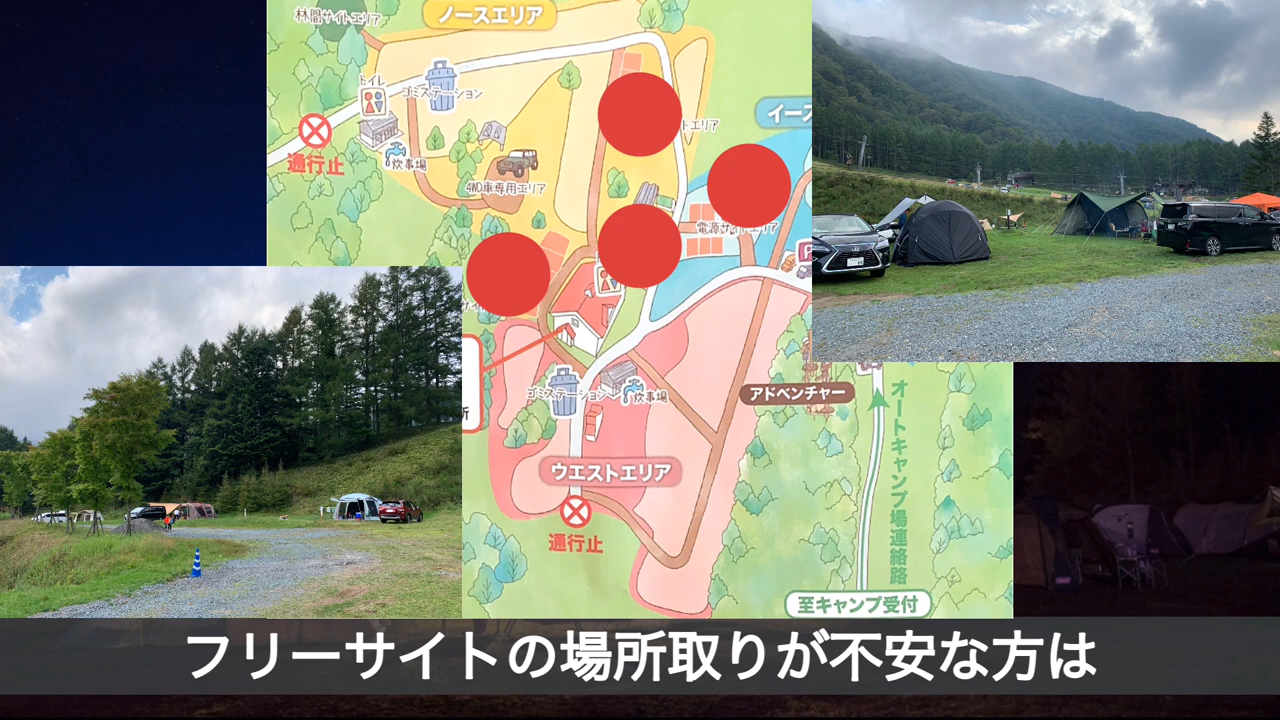 林間サイトエリア
ノースエリア
トイレ
ゴミステーション
トエリア
イース
通行止
炊事場
4WD車専用エリア
電源サイトエリア
P
サイ
ゴミステーション
炊事場
所
アドベンチャー
オートキャンプ場連絡路
ウエストエリア
通行止
至キャンプ受付
フリーサイトの場所取りが不安な方は